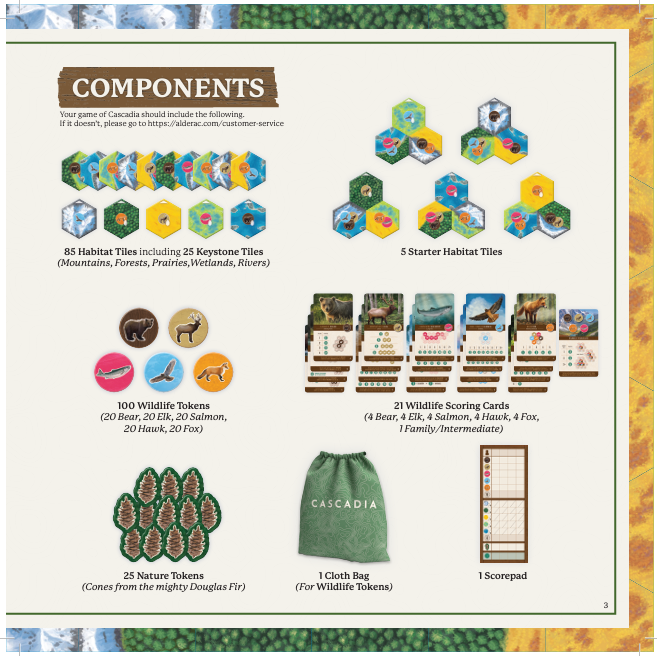 COMPONENTS
Your game of Cascadia should include the following.
If it doesn't, please go to https://alderac.com/customer-service
85 Habitat Tiles including 25 Keystone Tiles
(Mountains, Forests, Prairies,Wetlands, Rivers)
5 Starter Habitat Tiles
100 Wildlife Tokens
(20 Bear, 20 Elk, 20 Salmon,
20 Hawk, 20 Fox)
21 Wildlife Scoring Cards
(4 Bear, 4 Elk, 4 Salmon, 4 Hawk, 4 Fox,
1 Family/Intermediate)
CASCADIA
25 Nature Tokens
(Cones from the mighty Douglas Fir)
1 Cloth Bag
(For Wildlife Tokens)
1 Scorepad
3